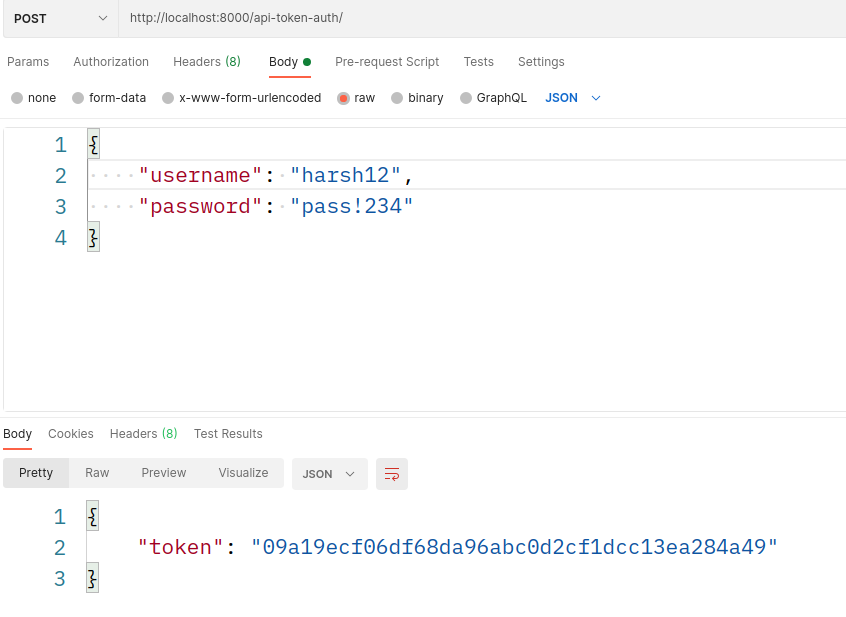 POST http://localhost:8000/api-token-auth/
Params Authorization Headers (8) Body Pre-request Script Tests Settings
none form-data x-www-form-urlencoded raw binary GraphQL JSON
1 {
2 "username": "harsh12",
3 "password": "pass!234"
4 }
Body Cookies Headers (8) Test Results
Pretty Raw Preview Visualize JSON
1 {
2 "token": "09a19ecf06df68da96abc0d2cf1dcc13ea284a49"
3 }